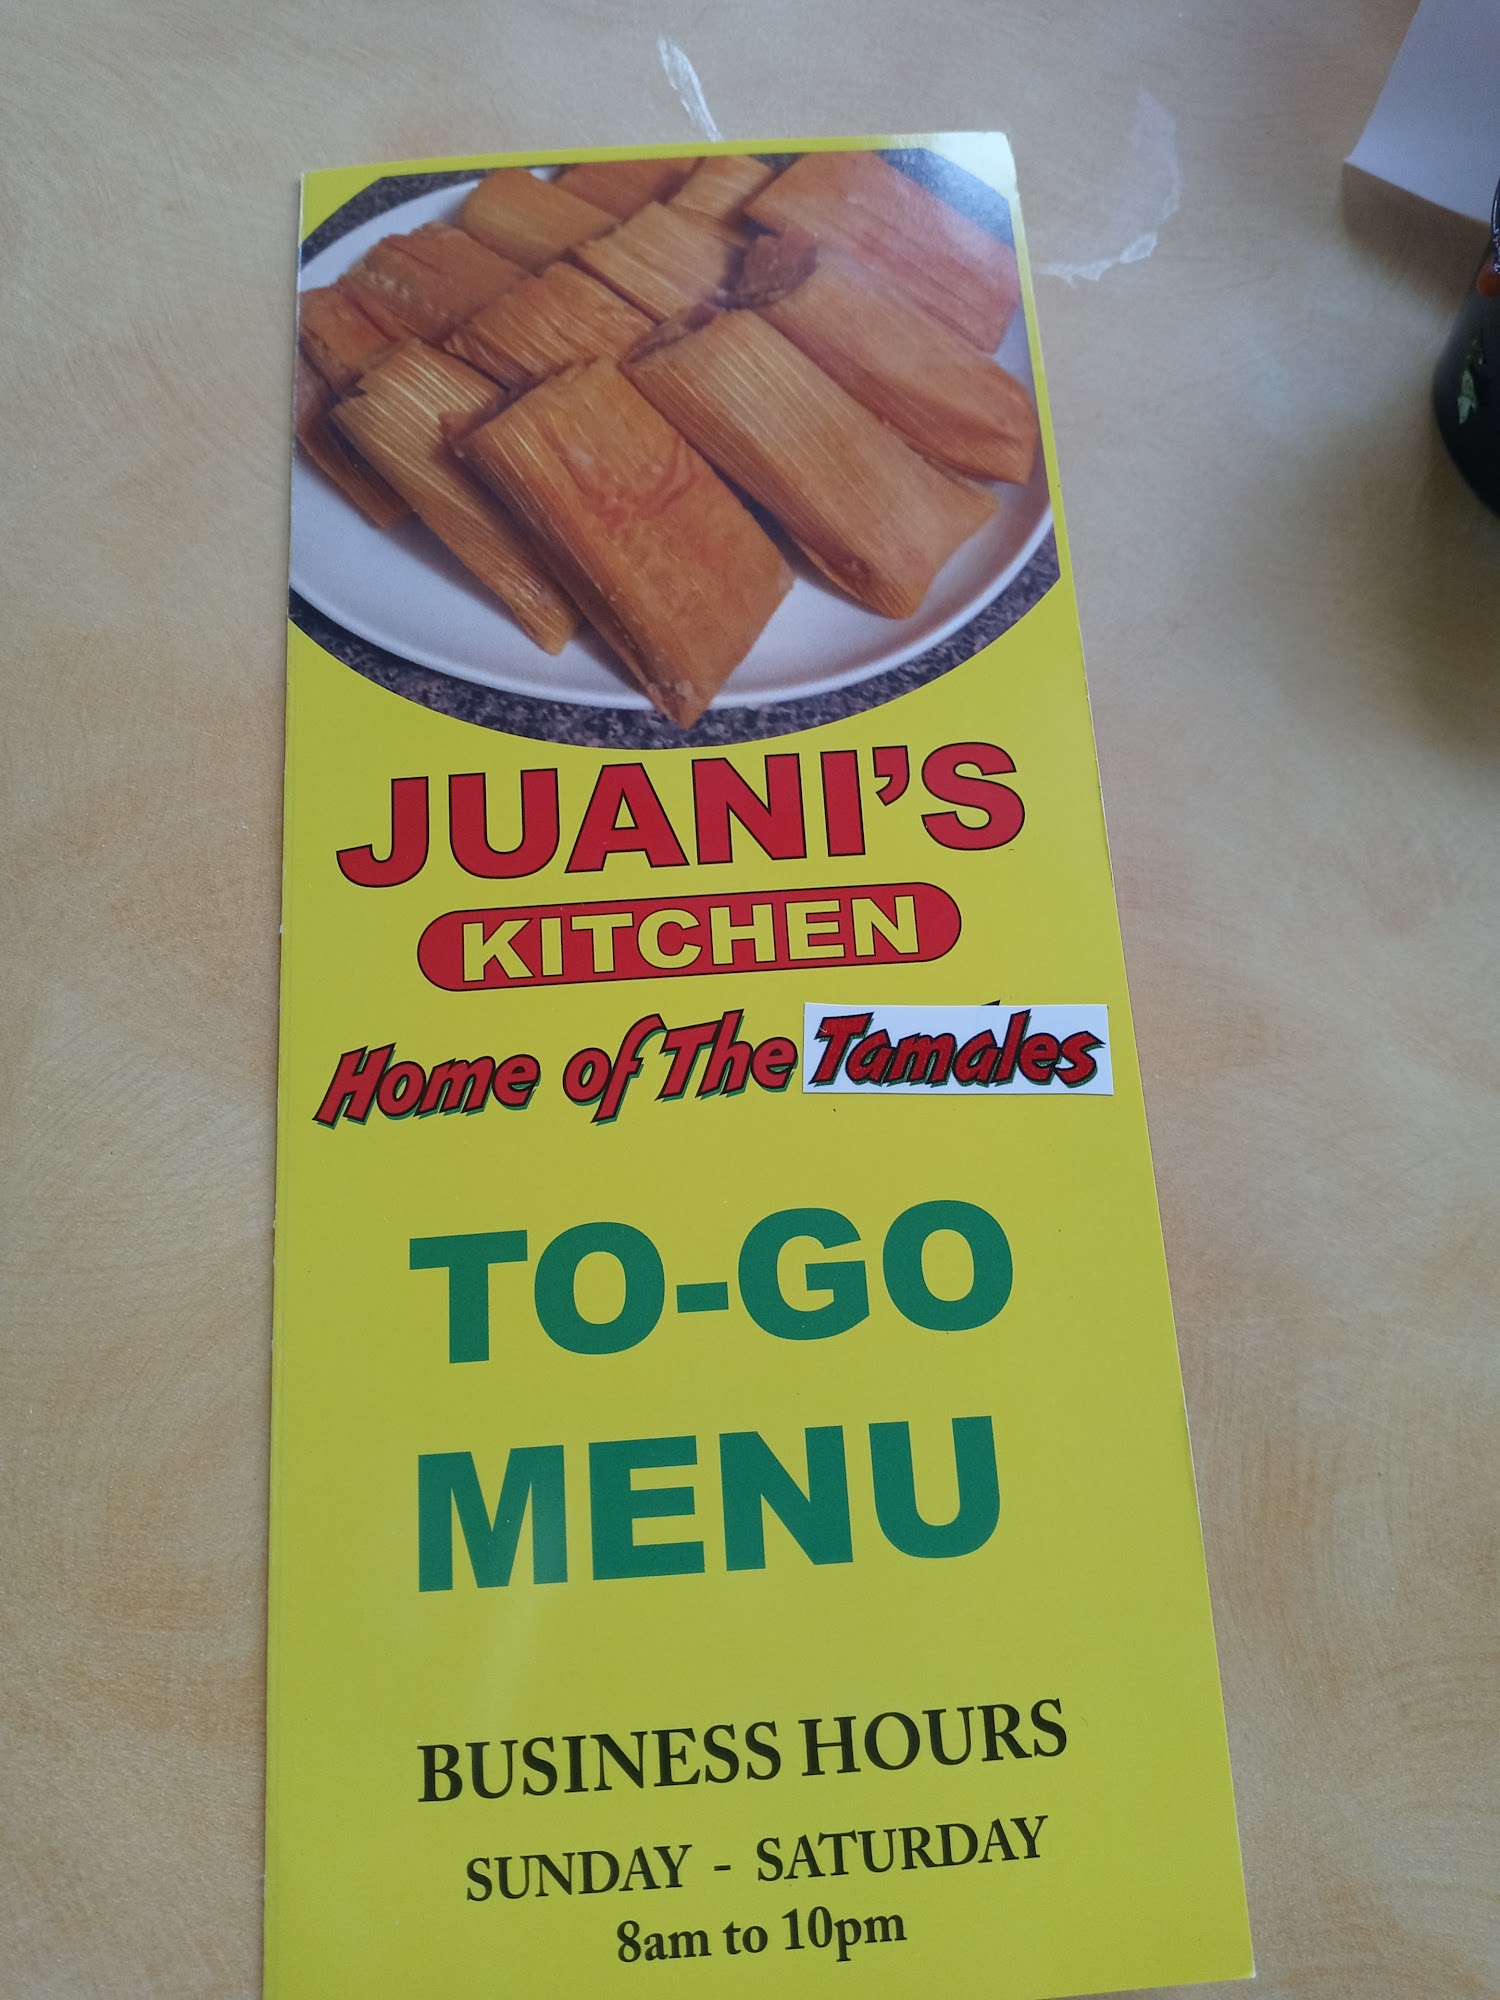 JUANI'S
KITCHEN
Home of The Tamales
TO-GO
MENU
BUSINESS HOURS
SUNDAY - SATURDAY
8am to 10pm